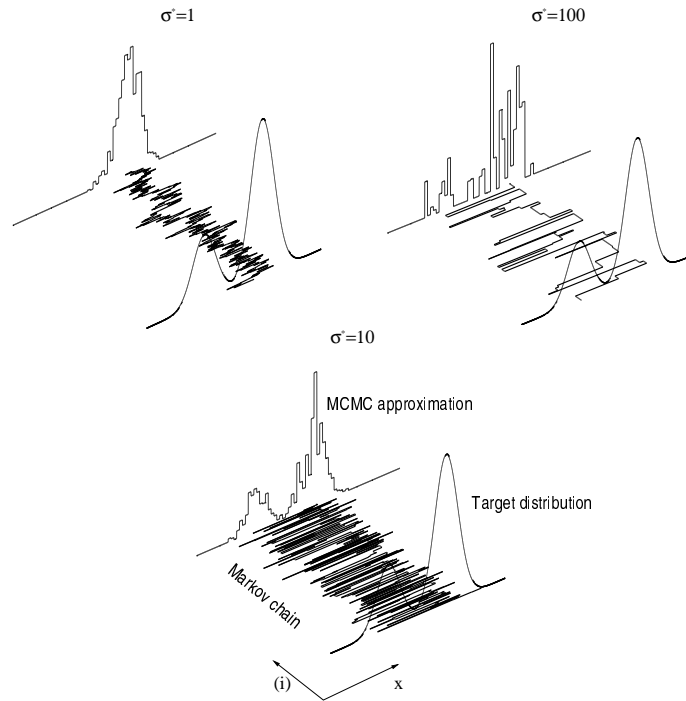 σ*=1
σ*=100
σ*=10
MCMC approximation
Target distribution
Markov chain
(i)
x